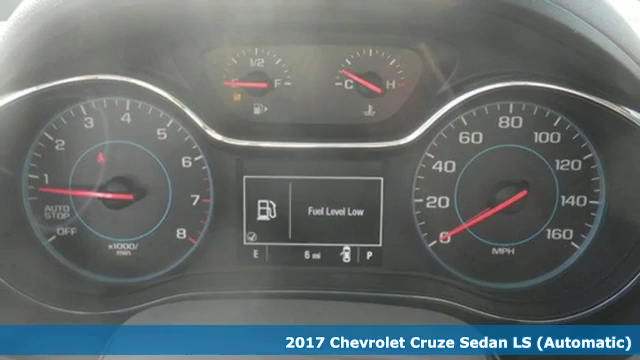 1/2
E F
C H
1 2 3 4 5 6 7 8
AUTO
STOP
OFF
x1000/
min
Fuel Level Low
E 6 mi P
0 20 40 60 80 100 120 140 160
MPH
2017 Chevrolet Cruze Sedan LS (Automatic)